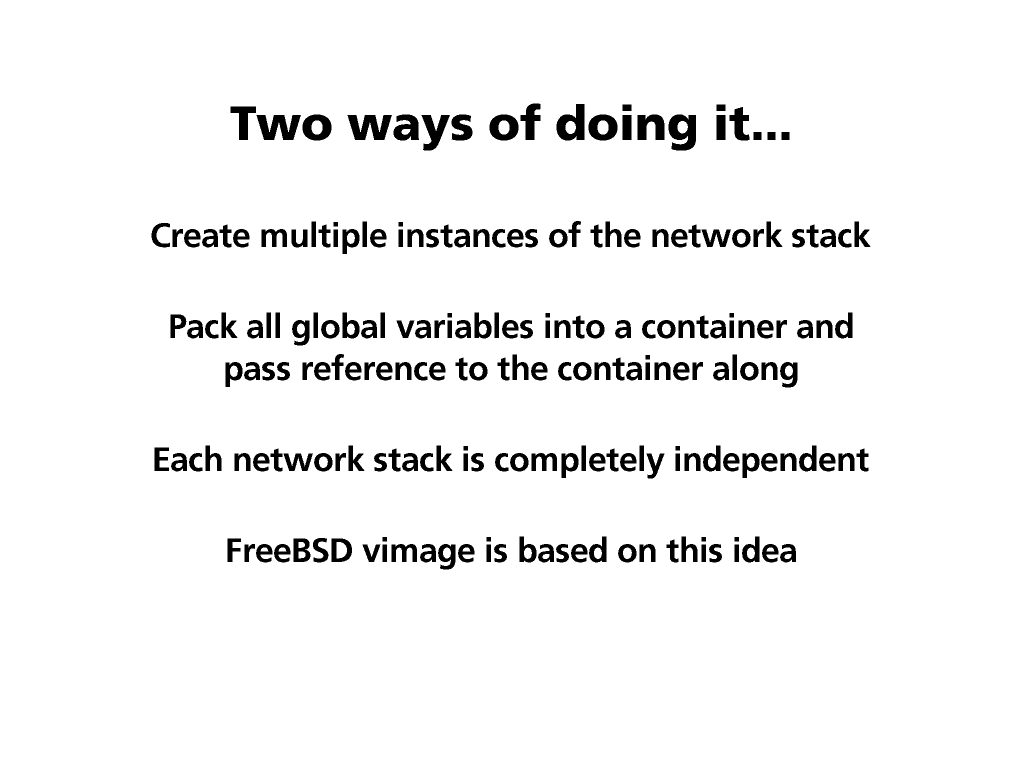 Two ways of doing it...
Create multiple instances of the network stack
Pack all global variables into a container and
pass reference to the container along
Each network stack is completely independent
FreeBSD vimage is based on this idea